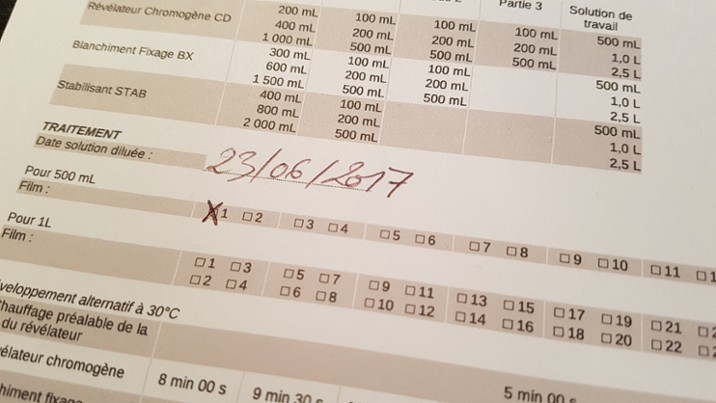 Partie 3
Solution de travail
Révélateur Chromogène CD
200 mL 100 mL 100 mL 100 mL 500 mL
400 mL 200 mL 200 mL 200 mL 1,0 L
1 000 mL 500 mL 500 mL 500 mL 2,5 L
Blanchiment Fixage BX
300 mL 100 mL 100 mL 500 mL
600 mL 200 mL 200 mL 1,0 L
1 500 mL 500 mL 500 mL 2,5 L
Stabilisant STAB
400 mL 100 mL 500 mL
800 mL 200 mL 1,0 L
2 000 mL 500 mL 2,5 L
TRAITEMENT
Date solution diluée : 23/06/2017
Pour 500 mL
Film : X1 □2 □3 □4 □5 □6 □7 □8 □9 □10 □11
Pour 1L
Film :
□1 □3 □5 □7 □9 □11 □13 □15 □17 □19 □21
□2 □4 □6 □8 □10 □12 □14 □16 □18 □20 □22
veloppement alternatif à 30°C
hauffage préalable de la
du révélateur
élateur chromogène 8 min 00 s 9 min 30 s 5 min 00 s
himent fixage